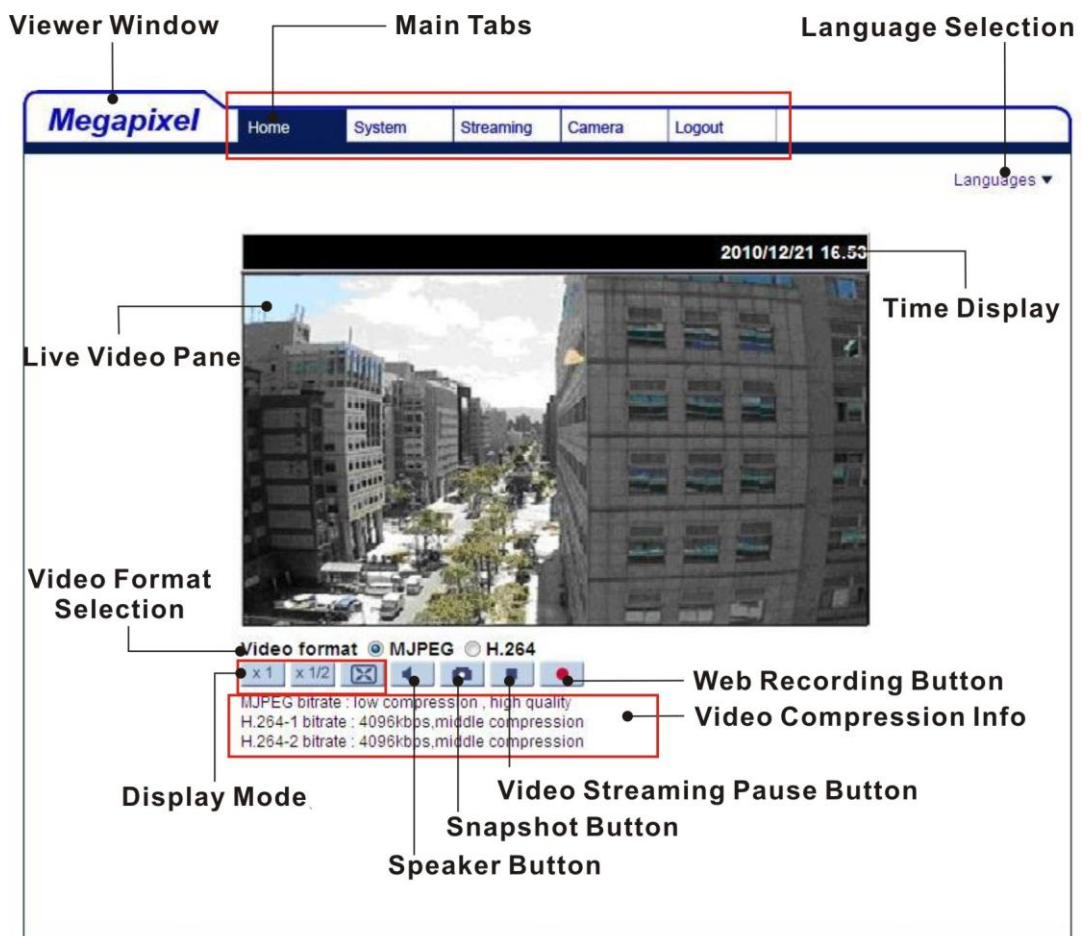 Viewer Window
Main Tabs
Language Selection
Megapixel
Home
System
Streaming
Camera
Logout
Languages
2010/12/21 16:53
Time Display
Live Video Pane
Video Format
Selection
Video format MJPEG H.264
x 1
x 1/2
Web Recording Button
MJPEG bitrate : low compression , high quality
Video Compression Info
H.264-1 bitrate : 4096kbps,middle compression
H.264-2 bitrate : 4096kbps,middle compression
Display Mode
Video Streaming Pause Button
Snapshot Button
Speaker Button